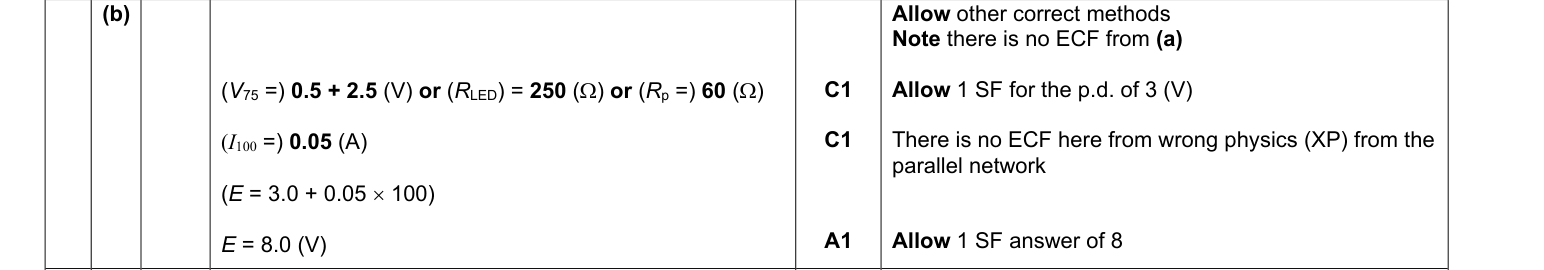 (b)
Allow other correct methods
Note there is no ECF from (a)
(V75 =) 0.5 + 2.5 (V) or (RLED) = 250 (Ω) or (Rp =) 60 (Ω)
C1
Allow 1 SF for the p.d. of 3 (V)
(I100 =) 0.05 (A)
C1
There is no ECF here from wrong physics (XP) from the
parallel network
(E = 3.0 + 0.05 × 100)
E = 8.0 (V)
A1
Allow 1 SF answer of 8